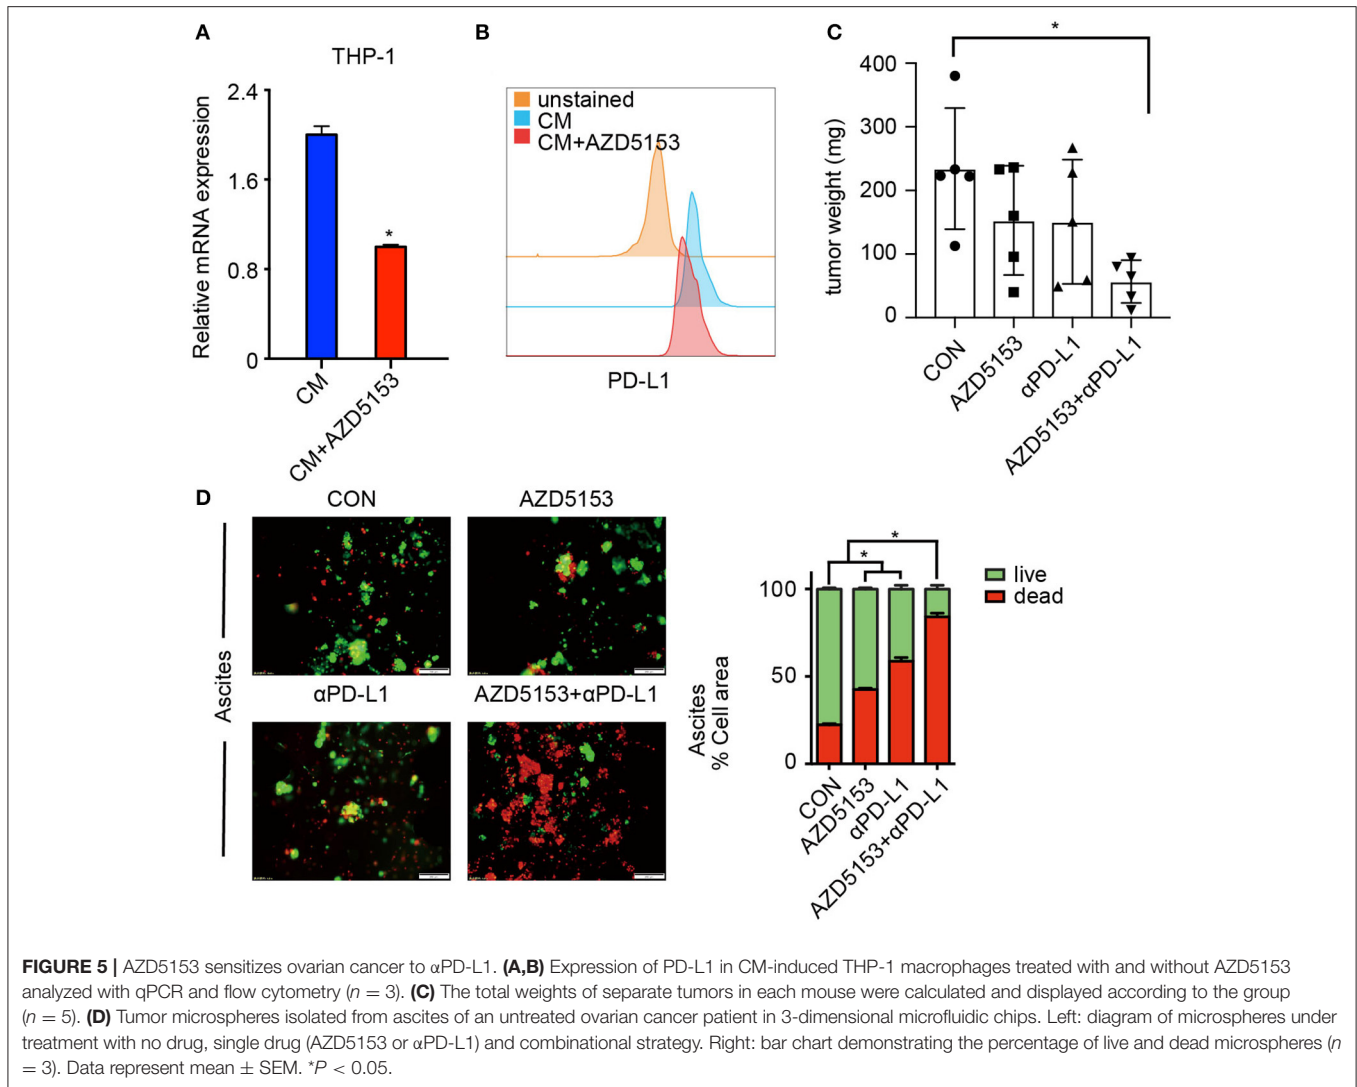 A
THP-1
Relative mRNA expression
2.4
1.6
0.8
0
*
CM
CM+AZD5153
B
unstained
CM
CM+AZD5153
PD-L1
C
*
tumor weight (mg)
400
300
200
100
0
CON
AZD5153
αPD-L1
AZD5153+αPD-L1
D
Ascites
CON
AZD5153
αPD-L1
AZD5153+αPD-L1
Ascites
% Cell area
100
50
0
*
*
live
dead
CON
AZD5153
αPD-L1
AZD5153+αPD-L1
FIGURE 5 | AZD5153 sensitizes ovarian cancer to αPD-L1. (A,B) Expression of PD-L1 in CM-induced THP-1 macrophages treated with and without AZD5153
analyzed with qPCR and flow cytometry (n = 3). (C) The total weights of separate tumors in each mouse were calculated and displayed according to the group
(n = 5). (D) Tumor microspheres isolated from ascites of an untreated ovarian cancer patient in 3-dimensional microfluidic chips. Left: diagram of microspheres under
treatment with no drug, single drug (AZD5153 or αPD-L1) and combinational strategy. Right: bar chart demonstrating the percentage of live and dead microspheres (n
= 3). Data represent mean ± SEM. *P < 0.05.